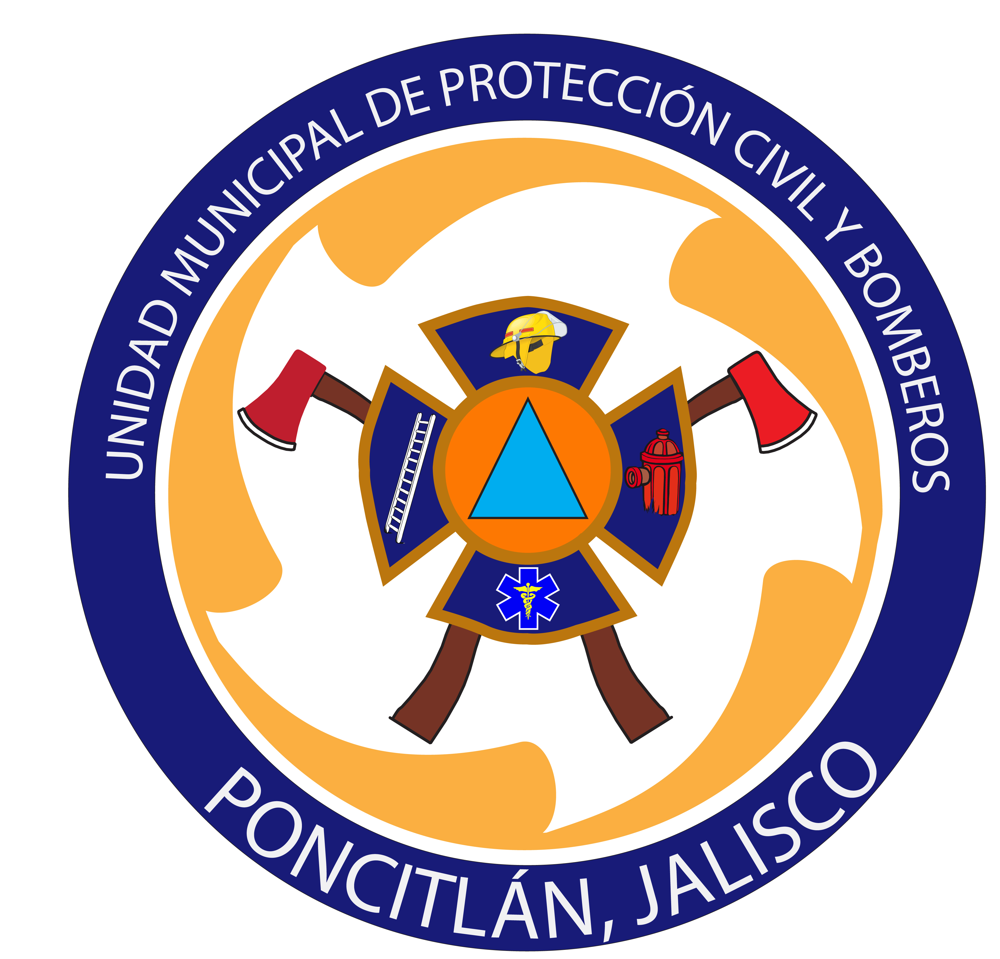 UNIDAD MUNICIPAL DE PROTECCIÓN CIVIL Y BOMBEROS
PONCITLÁN, JALISCO